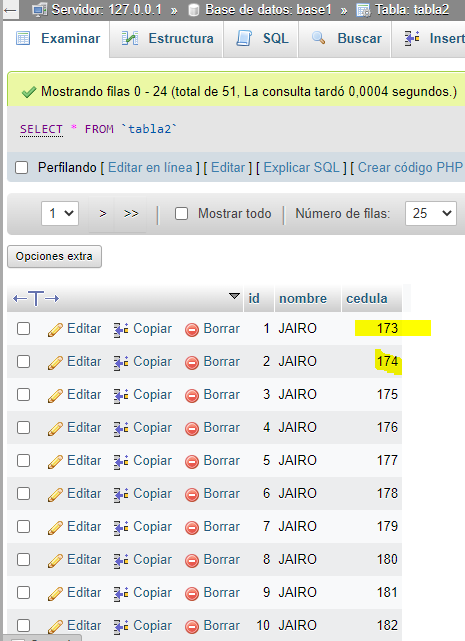 Servidor: 127.0.0.1 » Base de datos: base1 » Tabla: tabla2
Examinar Estructura SQL Buscar Insert
Mostrando filas 0 - 24 (total de 51, La consulta tardó 0,0004 segundos.)
SELECT * FROM `tabla2`
Perfilando [ Editar en línea ] [ Editar ] [ Explicar SQL ] [ Crear código PHP
1 > >> | Mostrar todo | Número de filas: 25
Opciones extra
←T→ id nombre cedula
Editar Copiar Borrar 1 JAIRO 173
Editar Copiar Borrar 2 JAIRO 174
Editar Copiar Borrar 3 JAIRO 175
Editar Copiar Borrar 4 JAIRO 176
Editar Copiar Borrar 5 JAIRO 177
Editar Copiar Borrar 6 JAIRO 178
Editar Copiar Borrar 7 JAIRO 179
Editar Copiar Borrar 8 JAIRO 180
Editar Copiar Borrar 9 JAIRO 181
Editar Copiar Borrar 10 JAIRO 182